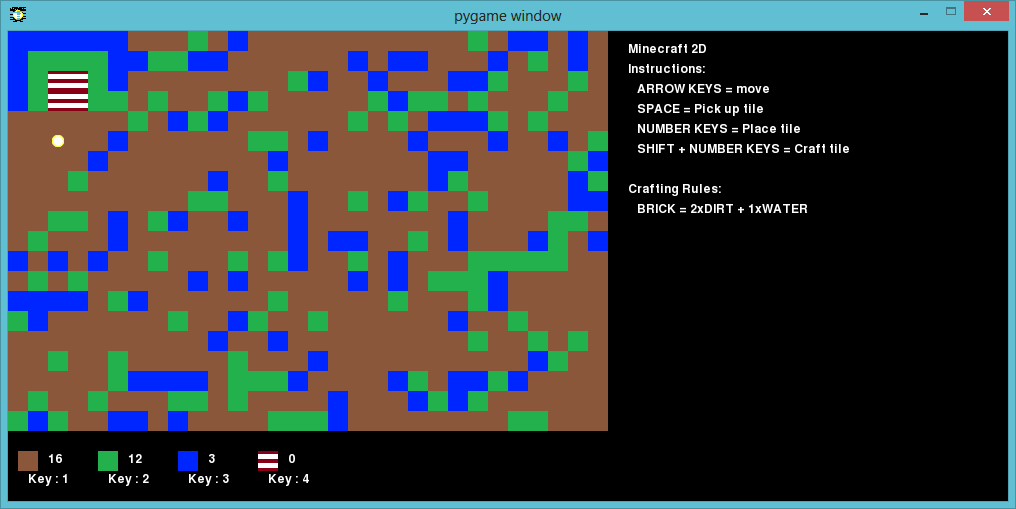 pygame window
Minecraft 2D
Instructions:
ARROW KEYS = move
SPACE = Pick up tile
NUMBER KEYS = Place tile
SHIFT + NUMBER KEYS = Craft tile
Crafting Rules:
BRICK = 2xDIRT + 1xWATER
16 12 3 0
Key : 1 Key : 2 Key : 3 Key : 4